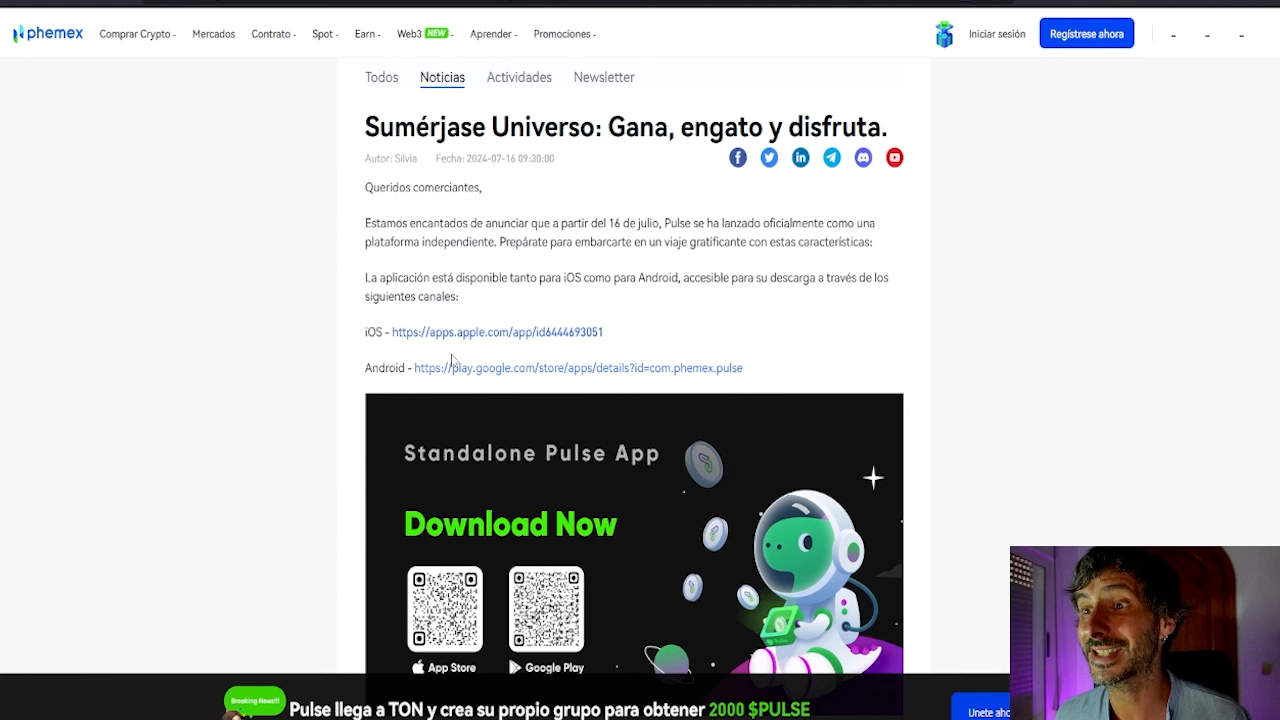 phemex
Comprar Crypto
Mercados
Contrato
Spot
Earn
Web3 NEW
Aprender
Promociones
Iniciar sesión
Regístrese ahora
Todos
Noticias
Actividades
Newsletter
Sumérjase Universo: Gana, engato y disfruta.
Autor: Silvia
Fecha: 2024-07-16 09:30:00
Queridos comerciantes,
Estamos encantados de anunciar que a partir del 16 de julio, Pulse se ha lanzado oficialmente como una
plataforma independiente. Prepárate para embarcarte en un viaje gratificante con estas características:
La aplicación está disponible tanto para iOS como para Android, accesible para su descarga a través de los
siguientes canales:
iOS - https://apps.apple.com/app/id6444693051
Android - https://play.google.com/store/apps/details?id=com.phemex.pulse
Standalone Pulse App
Download Now
App Store
Google Play
Breaking News!!!
Pulse llega a TON y crea su propio grupo para obtener 2000 $PULSE
Unete aho